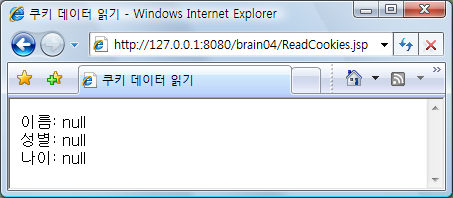 쿠키 데이터 읽기 - Windows Internet Explorer
http://127.0.0.1:8080/brain04/ReadCookies.jsp
쿠키 데이터 읽기
이름: null
성별: null
나이: null